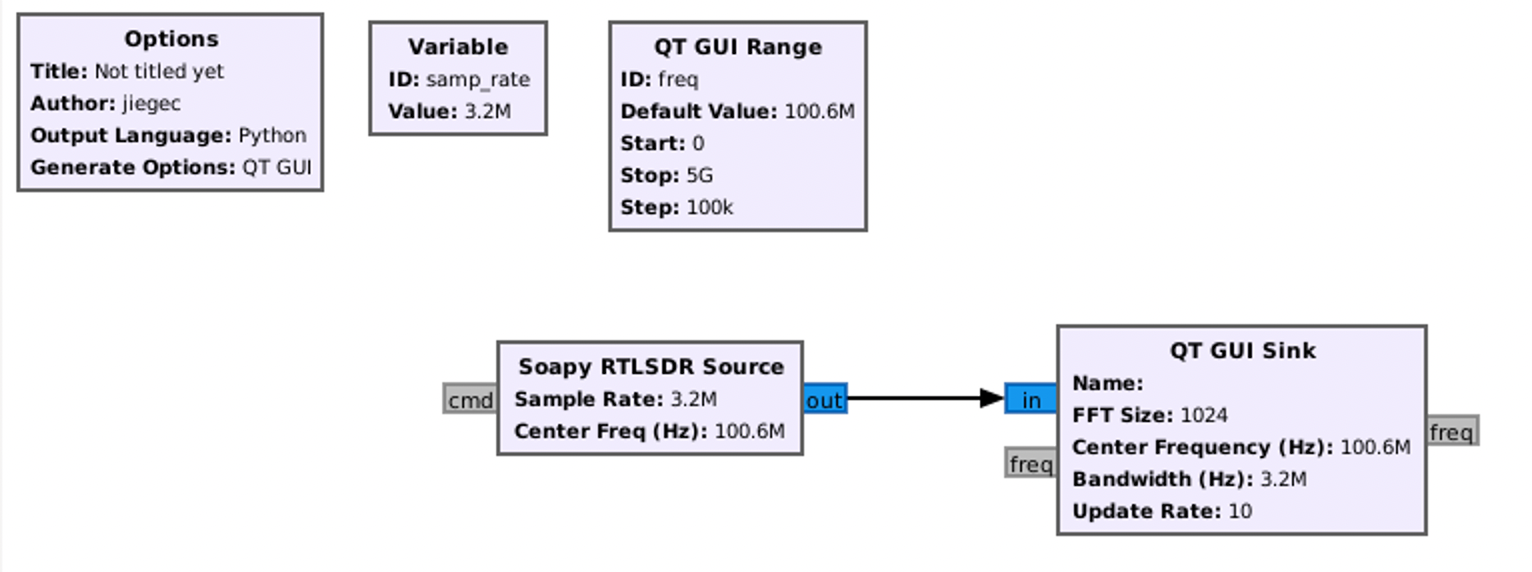 Options
Title: Not titled yet
Author: jiegec
Output Language: Python
Generate Options: QT GUI
Variable
ID: samp_rate
Value: 3.2M
QT GUI Range
ID: freq
Default Value: 100.6M
Start: 0
Stop: 5G
Step: 100k
cmd
Soapy RTLSDR Source
Sample Rate: 3.2M
Center Freq (Hz): 100.6M
out
in
freq
QT GUI Sink
Name:
FFT Size: 1024
Center Frequency (Hz): 100.6M
Bandwidth (Hz): 3.2M
Update Rate: 10
freq